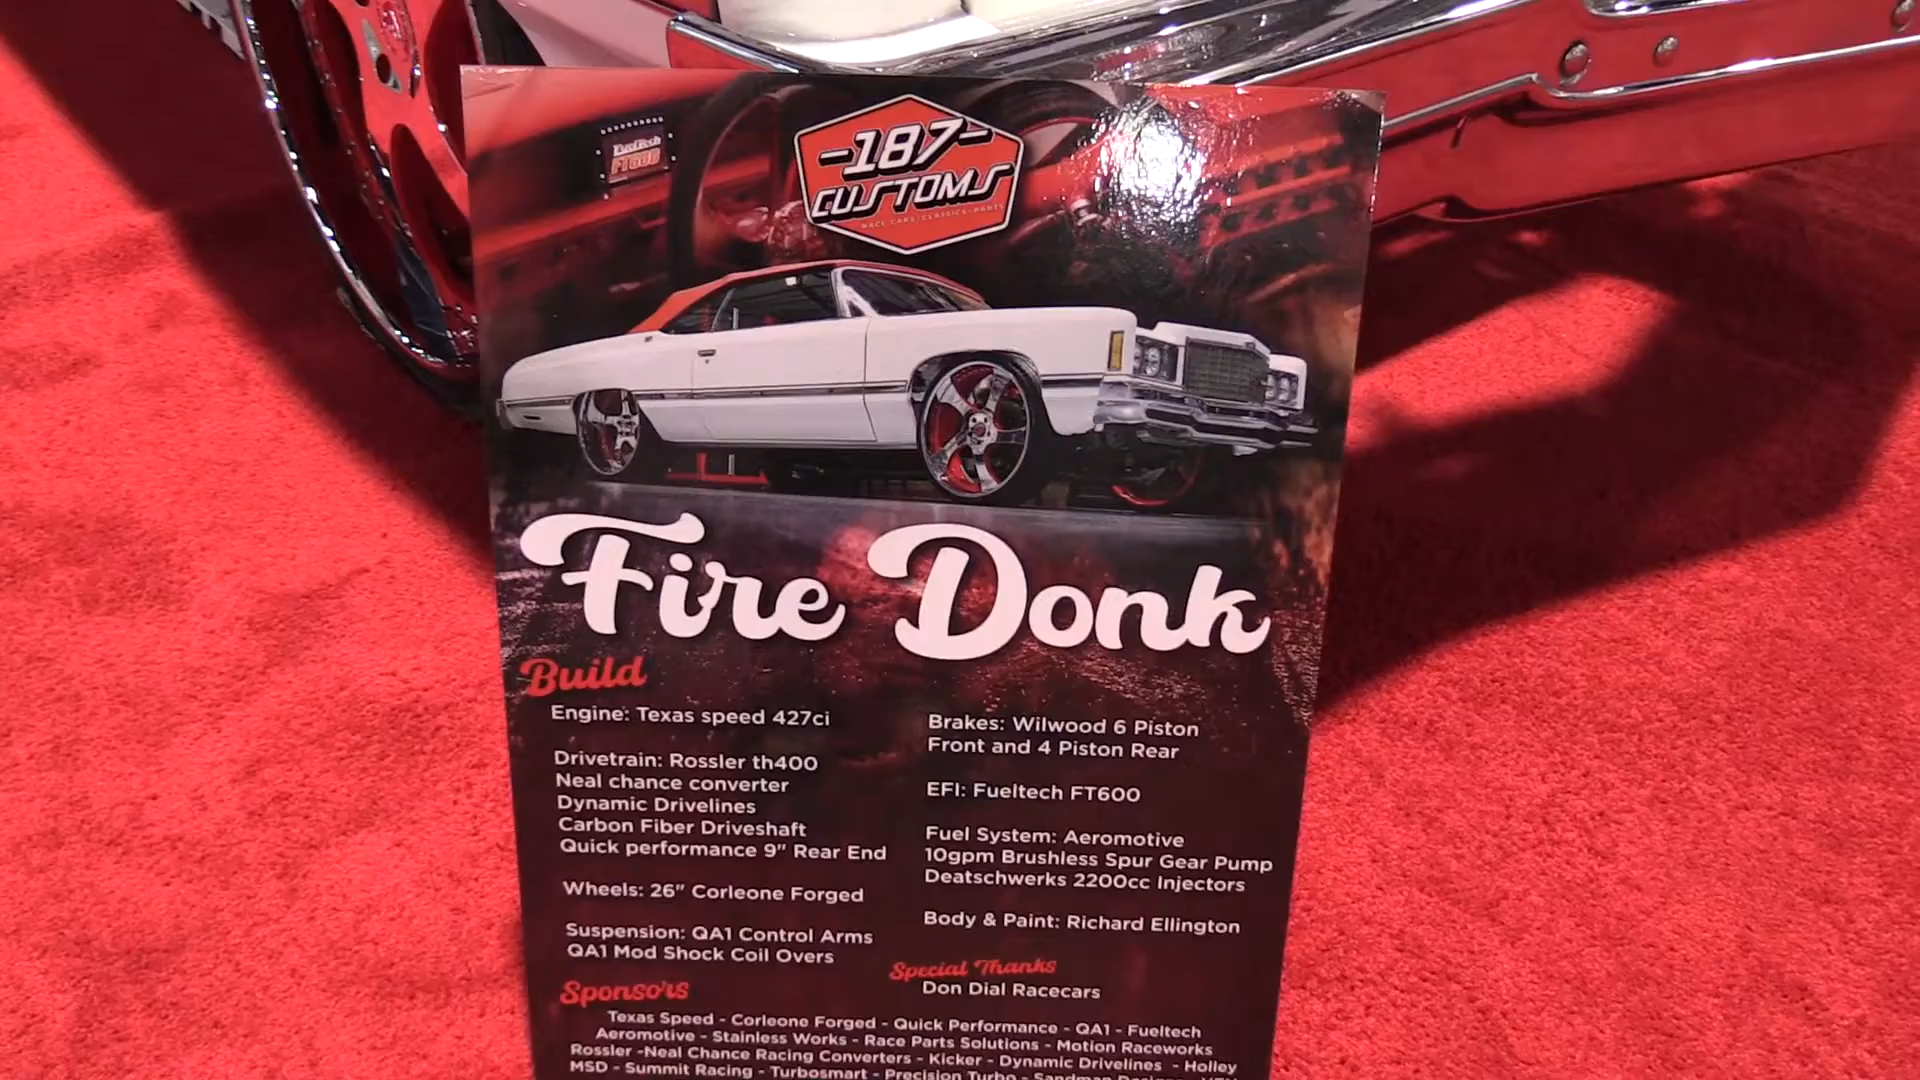 FuelTech
FT600
-187-
CUSTOMS
RACE CARS-CLASSICS-PARTS
Fire Donk
Build
Engine: Texas speed 427ci
Drivetrain: Rossler th400
Neal chance converter
Dynamic Drivelines
Carbon Fiber Driveshaft
Quick performance 9" Rear End
Wheels: 26" Corleone Forged
Suspension: QA1 Control Arms
QA1 Mod Shock Coil Overs
Brakes: Wilwood 6 Piston
Front and 4 Piston Rear
EFI: Fueltech FT600
Fuel System: Aeromotive
10gpm Brushless Spur Gear Pump
Deatschwerks 2200cc Injectors
Body & Paint: Richard Ellington
Special Thanks
Don Dial Racecars
Sponsors
Texas Speed - Corleone Forged - Quick Performance - QA1 - Fueltech
Aeromotive - Stainless Works - Race Parts Solutions - Motion Raceworks
Rossler -Neal Chance Racing Converters - Kicker - Dynamic Drivelines - Holley
MSD - Summit Racing - Turbosmart - Precision Turbo - Sandman